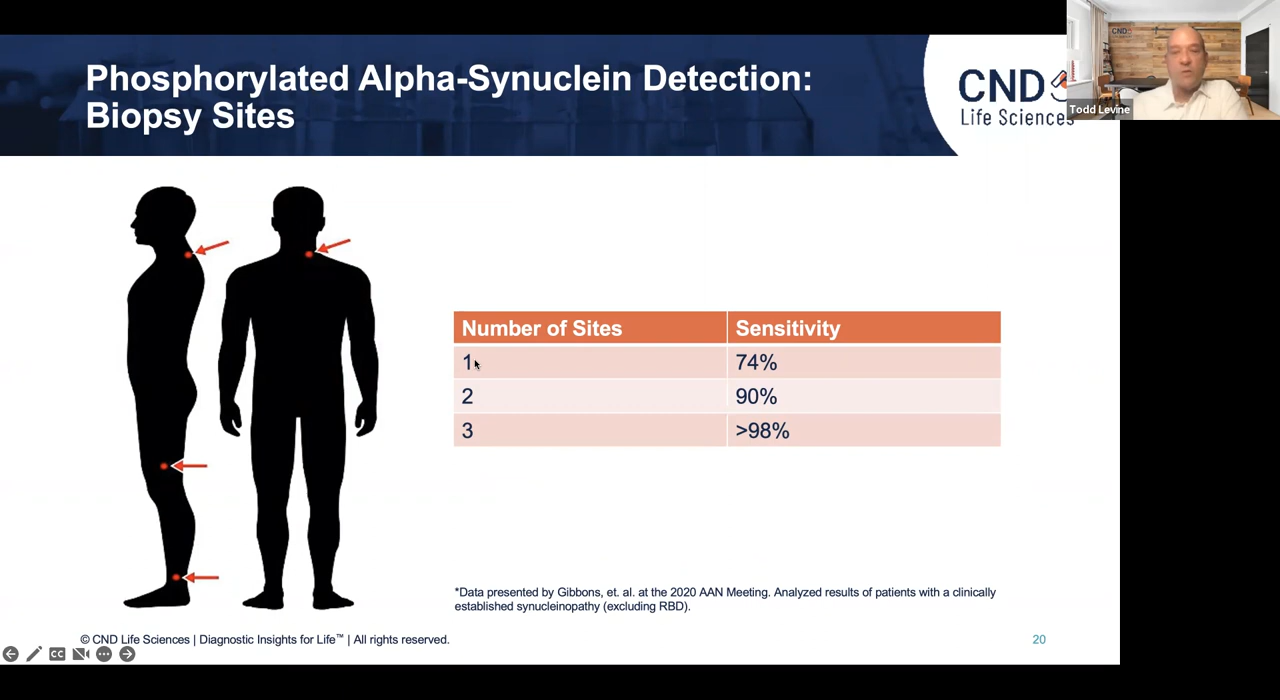 Phosphorylated Alpha-Synuclein Detection:
Biopsy Sites
CND
Life Sciences
CND
Todd Levine
Number of Sites Sensitivity
1 74%
2 90%
3 >98%
*Data presented by Gibbons, et. al. at the 2020 AAN Meeting. Analyzed results of patients with a clinically
established synucleinopathy (excluding RBD).
© CND Life Sciences | Diagnostic Insights for Life™ | All rights reserved.
20
CC